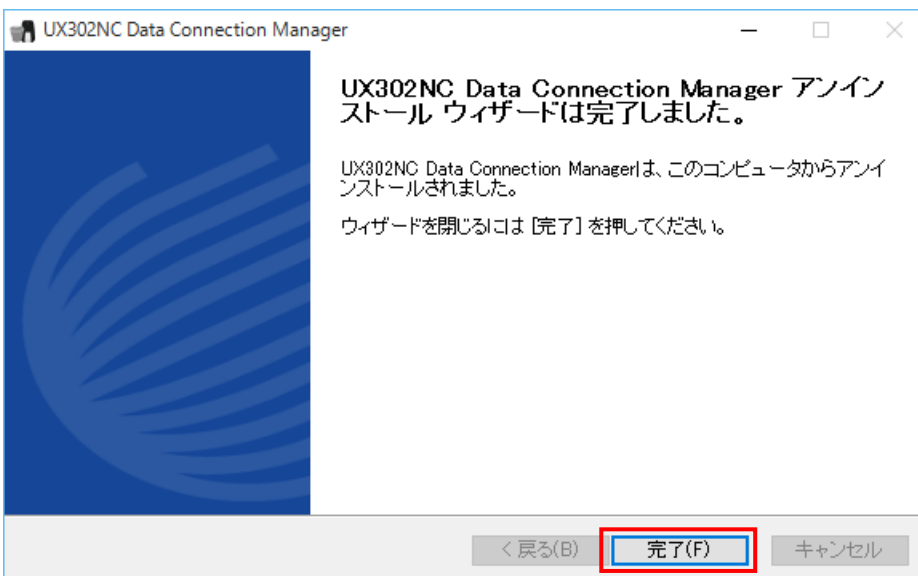 UX302NC Data Connection Manager
UX302NC Data Connection Manager アンイン
ストール ウィザードは完了しました。
UX302NC Data Connection Managerは、このコンピュータからアンイ
ンストールされました。
ウィザードを閉じるには [完了] を押してください。
< 戻る(B) 完了(F) キャンセル